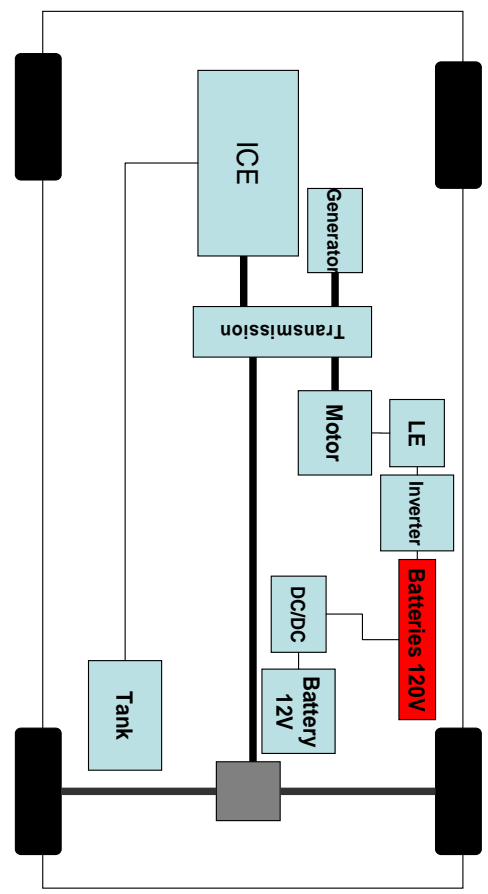 ICE
Generator
Transmission
Motor
LE
Inverter
Batteries 120V
DC/DC
Battery
12V
Tank